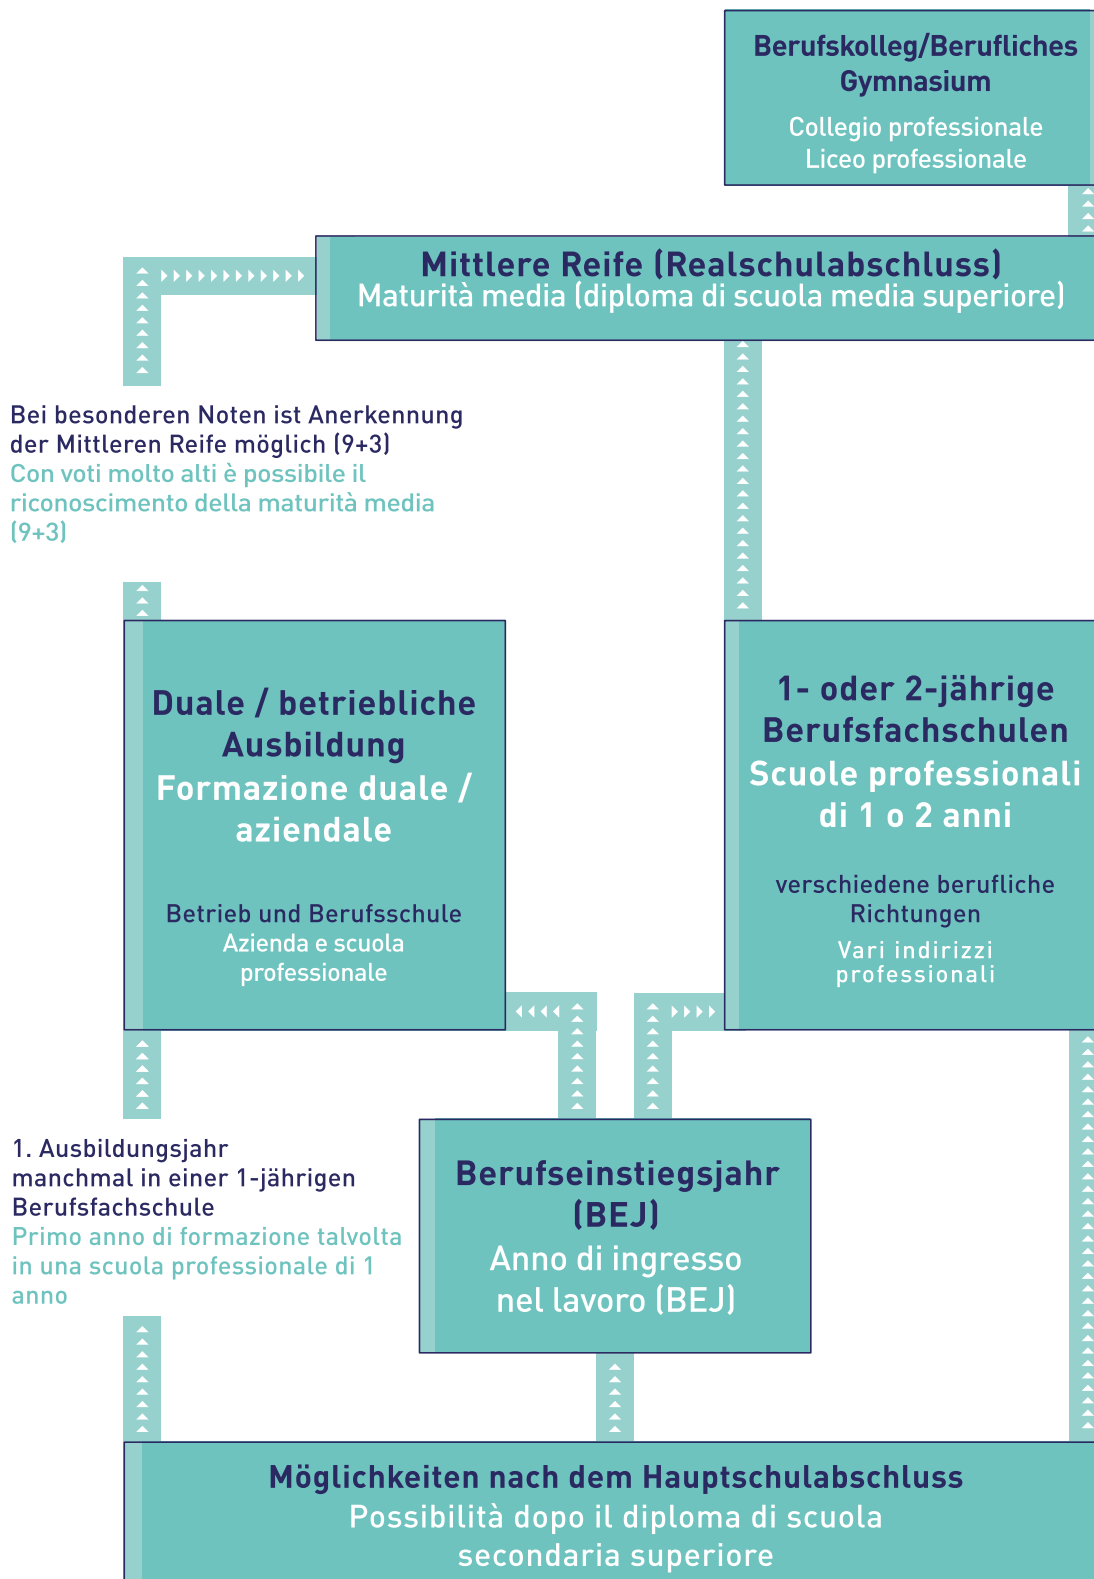 Berufskolleg/Berufliches
Gymnasium
Collegio professionale
Liceo professionale
Mittlere Reife (Realschulabschluss)
Maturità media (diploma di scuola media superiore)
Bei besonderen Noten ist Anerkennung
der Mittleren Reife möglich (9+3)
Con voti molto alti è possibile il
riconoscimento della maturità media
(9+3)
Duale / betriebliche
Ausbildung
Formazione duale /
aziendale
Betrieb und Berufsschule
Azienda e scuola
professionale
1- oder 2-jährige
Berufsfachschulen
Scuole professionali
di 1 o 2 anni
verschiedene berufliche
Richtungen
Vari indirizzi
professionali
1. Ausbildungsjahr
manchmal in einer 1-jährigen
Berufsfachschule
Primo anno di formazione talvolta
in una scuola professionale di 1
anno
Berufseinstiegsjahr
(BEJ)
Anno di ingresso
nel lavoro (BEJ)
Möglichkeiten nach dem Hauptschulabschluss
Possibilità dopo il diploma di scuola
secondaria superiore